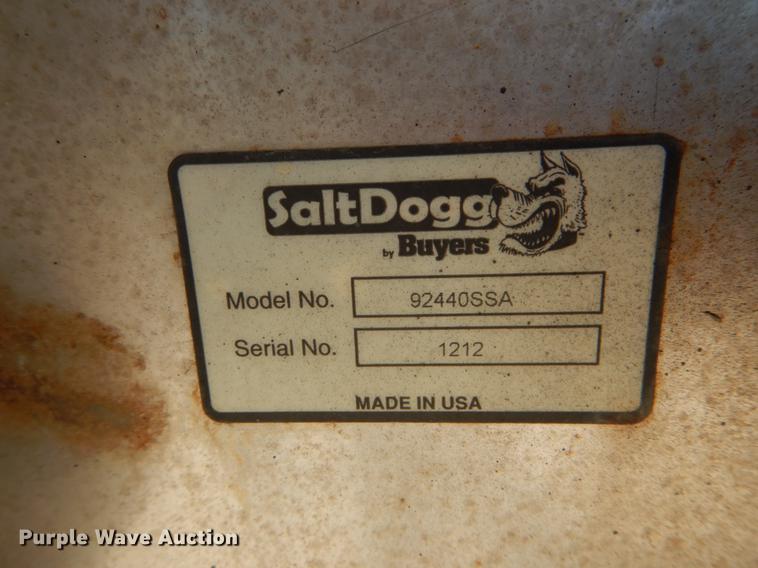 SaltDogg
by Buyers
Model No. 92440SSA
Serial No. 1212
MADE IN USA
Purple Wave Auction